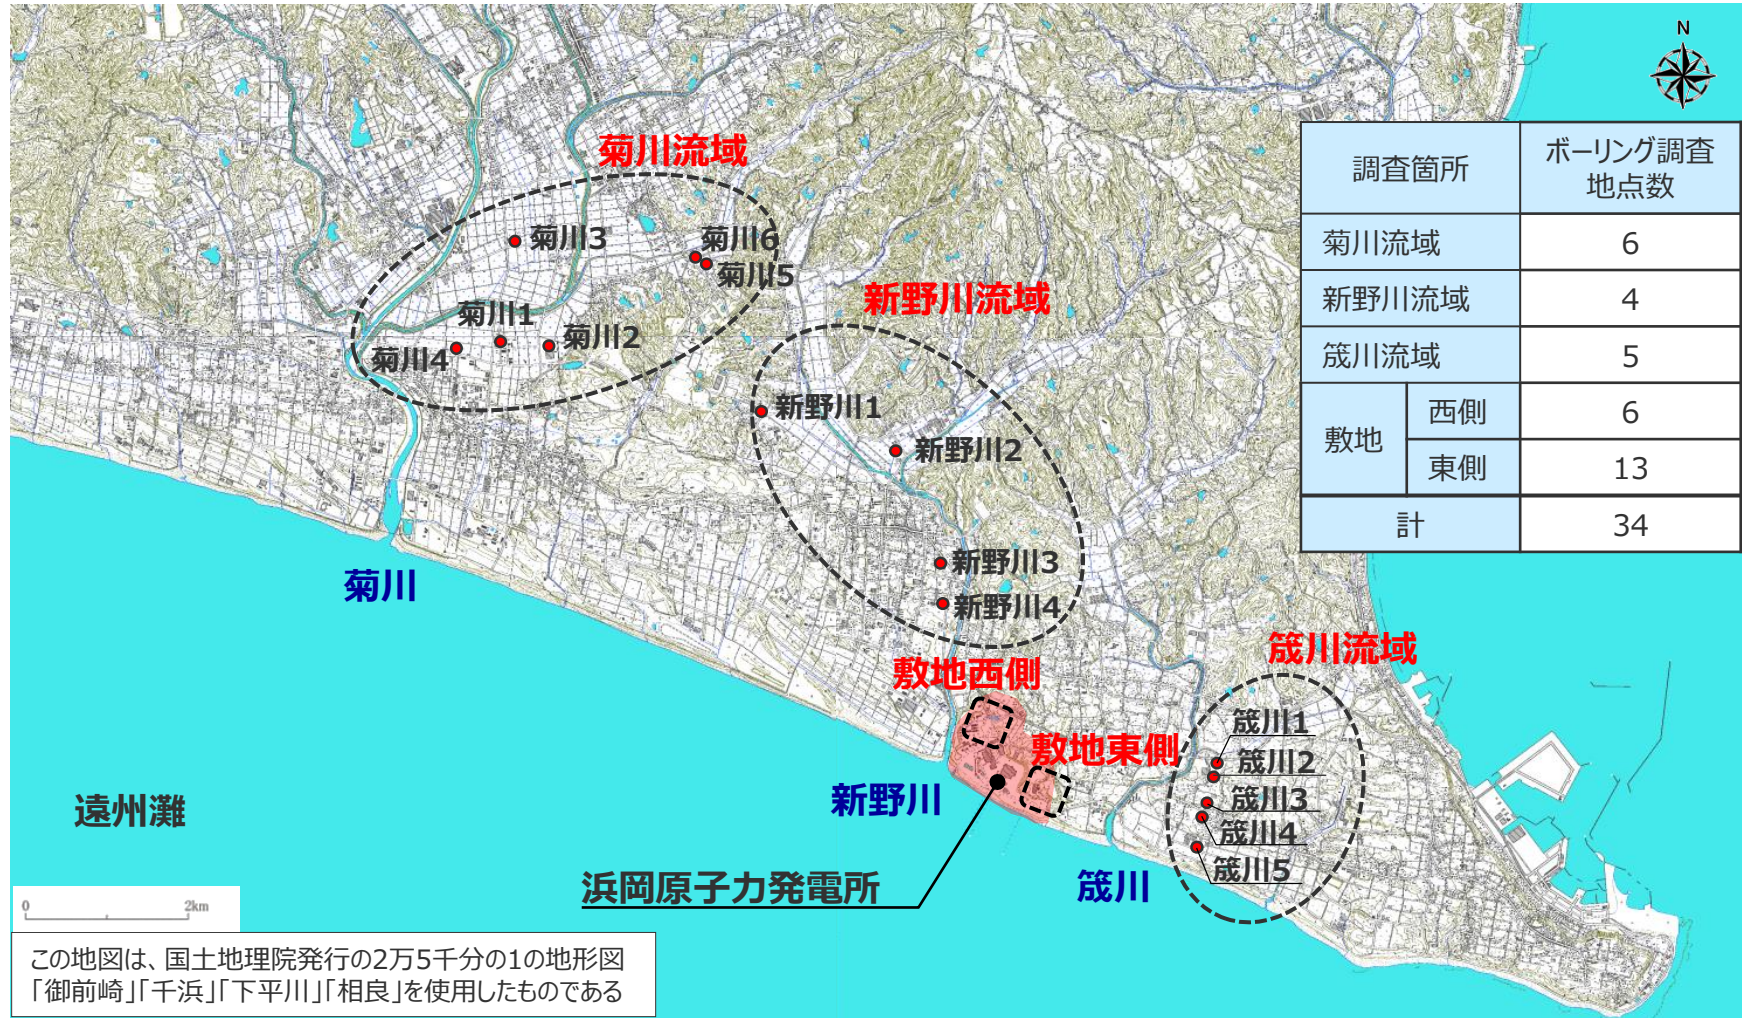 N
調査箇所
ボーリング調査
地点数
菊川流域
6
新野川流域
4
筬川流域
5
敷地
西側
6
東側
13
計
34
菊川流域
菊川3
菊川6
菊川5
菊川1
菊川2
菊川4
新野川流域
新野川1
新野川2
新野川3
新野川4
菊川
筬川流域
敷地西側
敷地東側
筬川1
筬川2
筬川3
筬川4
筬川5
新野川
遠州灘
浜岡原子力発電所
筬川
0
2km
この地図は、国土地理院発行の2万5千分の1の地形図
「御前崎」「千浜」「下平川」「相良」を使用したものである